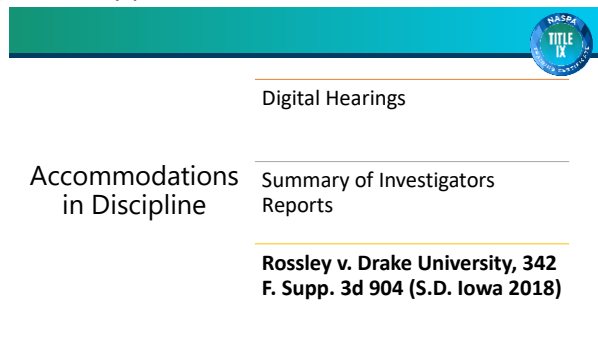 NASPA
TITLE
IX
Accommodations
in Discipline
Digital Hearings
Summary of Investigators
Reports
Rossley v. Drake University, 342
F. Supp. 3d 904 (S.D. Iowa 2018)